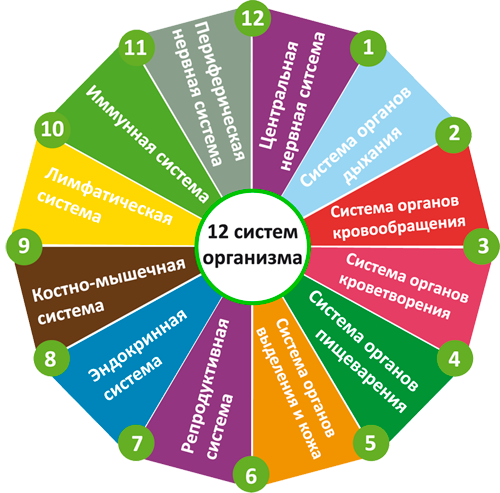 12 систем
организма
12
Центральная
нервная ситсема
1
Система органов
дыхания
2
Система органов
кровообращения
3
Система органов
кроветворения
4
Система органов
пищеварения
5
Система органов
выделения и кожа
6
Репродуктивная
система
7
Эндокринная
система
8
Костно-мышечная
система
9
Лимфатическая
система
10
Иммунная система
11
Периферическая
нервная система